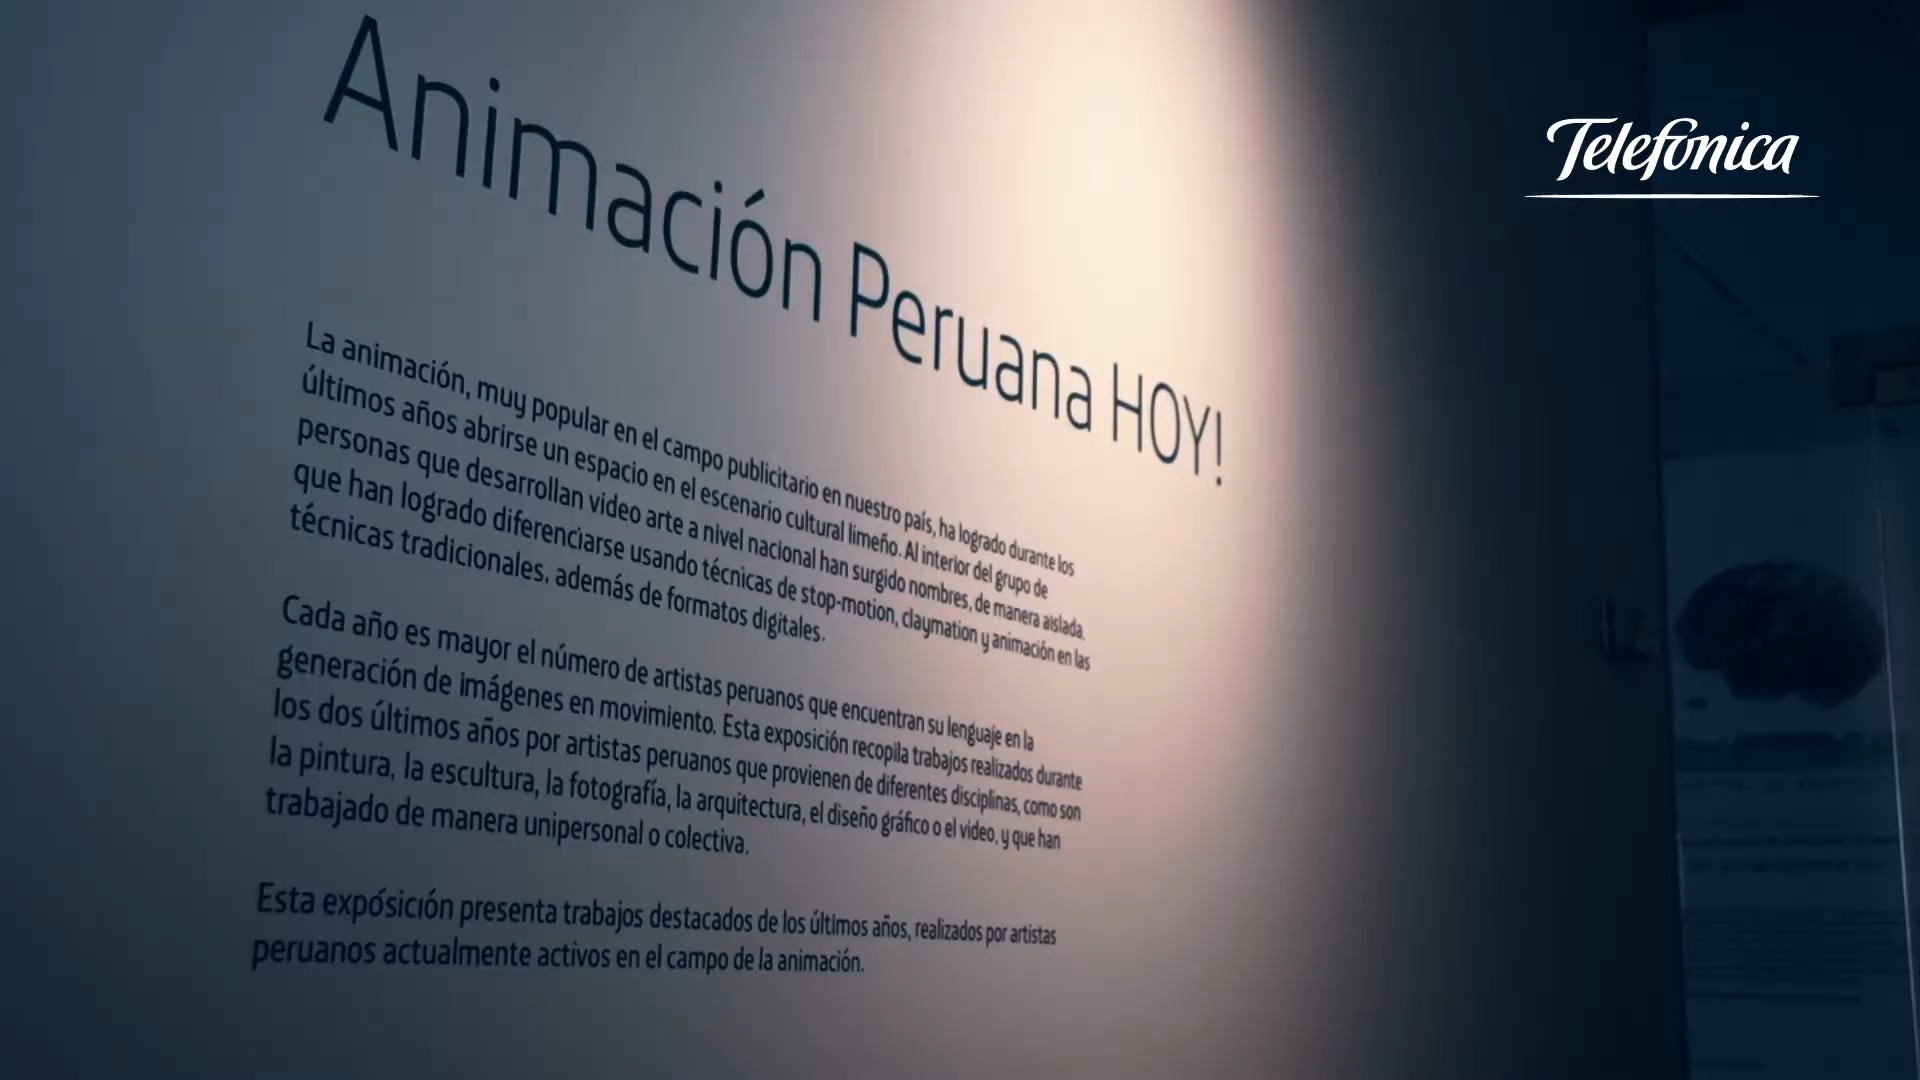 Animación Peruana HOY!
Telefónica
La animación, muy popular en el campo publicitario en nuestro país, ha logrado durante los
últimos años abrirse un espacio en el escenario cultural limeño. Al interior del grupo de
personas que desarrollan video arte a nivel nacional han surgido nombres, de manera aislada,
que han logrado diferenciarse usando técnicas de stop-motion, claymation y animación en las
técnicas tradicionales, además de formatos digitales.
Cada año es mayor el número de artistas peruanos que encuentran su lenguaje en la
generación de imágenes en movimiento. Esta exposición recopila trabajos realizados durante
los dos últimos años por artistas peruanos que provienen de diferentes disciplinas, como son
la pintura, la escultura, la fotografía, la arquitectura, el diseño gráfico o el video, y que han
trabajado de manera unipersonal o colectiva.
Esta expósición presenta trabajos destacados de los últimos años, realizados por artistas
peruanos actualmente activos en el campo de la animación.